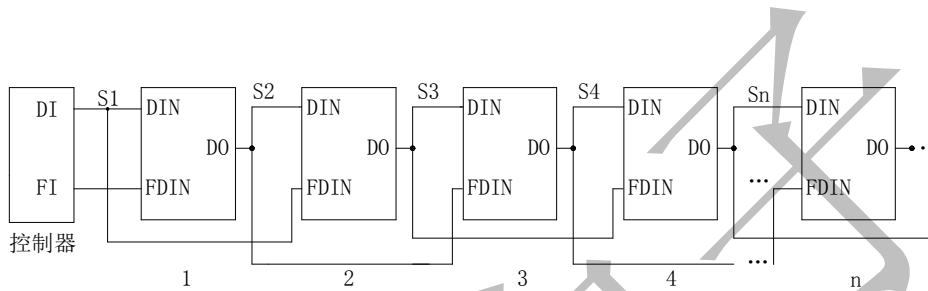 S1 S2 S3 S4 Sn
DI DIN DIN DIN DIN DIN
DO DO DO DO DO
FI FDIN FDIN FDIN FDIN ... FDIN
控制器
...
1 2 3 4 n